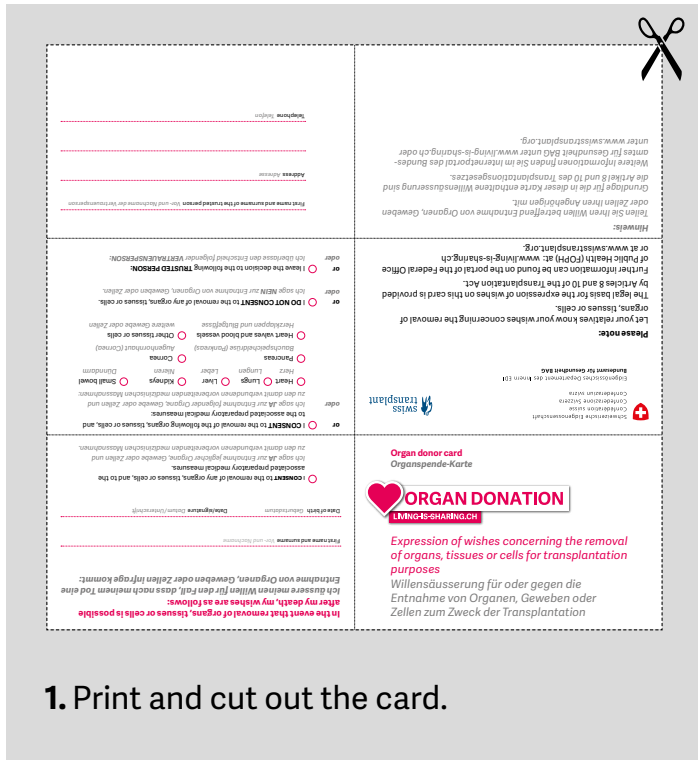 Organ donor card
Organspende-Karte
ORGAN DONATION
LIVING-IS-SHARING.CH
Expression of wishes concerning the removal
of organs, tissues or cells for transplantation
purposes
Willensäusserung für oder gegen die
Entnahme von Organen, Geweben oder
Zellen zum Zweck der Transplantation
In the event that removal of organs, tissues or cells is possible
after my death, my wishes are as follows:
Ich äussere meinen Willen für den Fall, dass nach meinem Tod eine
Entnahme von Organen, Geweben oder Zellen infrage kommt:
First name and surname Vor- und Nachname
Date of birth Geburtsdatum Date/signature Datum/Unterschrift
I CONSENT to the removal of any organs, tissues or cells, and to the
associated preparatory medical measures.
Ich sage JA zur Entnahme jeglicher Organe, Gewebe oder Zellen und
zu den damit verbundenen vorbereitenden medizinischen Massnahmen.
or I CONSENT to the removal of the following organs, tissues or cells, and
to the associated preparatory medical measures:
oder Ich sage JA zur Entnahme folgender Organe, Gewebe oder Zellen und
zu den damit verbundenen vorbereitenden medizinischen Massnahmen:
Heart Lungs Liver Kidneys Small bowel
Herz Lungen Leber Nieren Dünndarm
Pancreas Cornea
Bauchspeicheldrüse (Pankreas) Augenhornhaut (Cornea)
Heart valves and blood vessels Other tissues or cells
Herzklappen und Blutgefässe weitere Gewebe oder Zellen
or I DO NOT CONSENT to the removal of any organs, tissues or cells.
oder Ich sage NEIN zur Entnahme von Organen, Geweben oder Zellen.
or I leave the decision to the following TRUSTED PERSON:
oder Ich überlasse den Entscheid folgender VERTRAUENSPERSON:
First name and surname of the trusted person Vor- und Nachname der Vertrauensperson
Address Adresse
Telephone Telefon
Schweizerische Eidgenossenschaft
Confédération suisse
Confederazione Svizzera
Confederaziun svizra
swiss
transplant
Eidgenössisches Departement des Innern EDI
Bundesamt für Gesundheit BAG
Please note:
Let your relatives know your wishes concerning the removal of
organs, tissues or cells.
The legal basis for the expression of wishes on this card is provided
by Articles 8 and 10 of the Transplantation Act.
Further information can be found on the portal of the Federal Office
of Public Health (FOPH) at: www.living-is-sharing.ch
or at www.swisstransplant.org.
Hinweis:
Teilen Sie Ihren Willen betreffend Entnahme von Organen, Geweben
oder Zellen Ihren Angehörigen mit.
Grundlage für die in dieser Karte enthaltene Willensäusserung sind
die Artikel 8 und 10 des Transplantationsgesetzes.
Weitere Informationen finden Sie im Internetportal des Bundes-
amtes für Gesundheit BAG unter www.living-is-sharing.ch oder
unter www.swisstransplant.org.
1. Print and cut out the card.